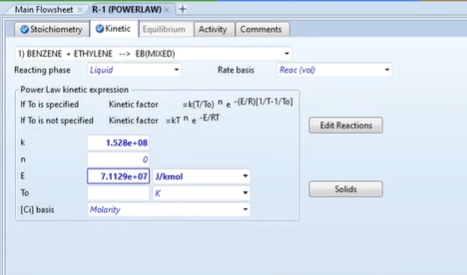 Main Flowsheet × R-1 (POWERLAW) × +
Stoichiometry Kinetic Equilibrium Activity Comments
1) BENZENE + ETHYLENE --> EB(MIXED)
Reacting phase Liquid Rate basis Reac (vol)
Power Law kinetic expression
If To is specified Kinetic factor =k(T/To) n e -(E/R)[1/T-1/To]
If To is not specified Kinetic factor =kT n e -E/RT
Edit Reactions
k 1.528e+08
n 0
E 7.1129e+07 J/kmol
To K
Solids
[Ci] basis Molarity